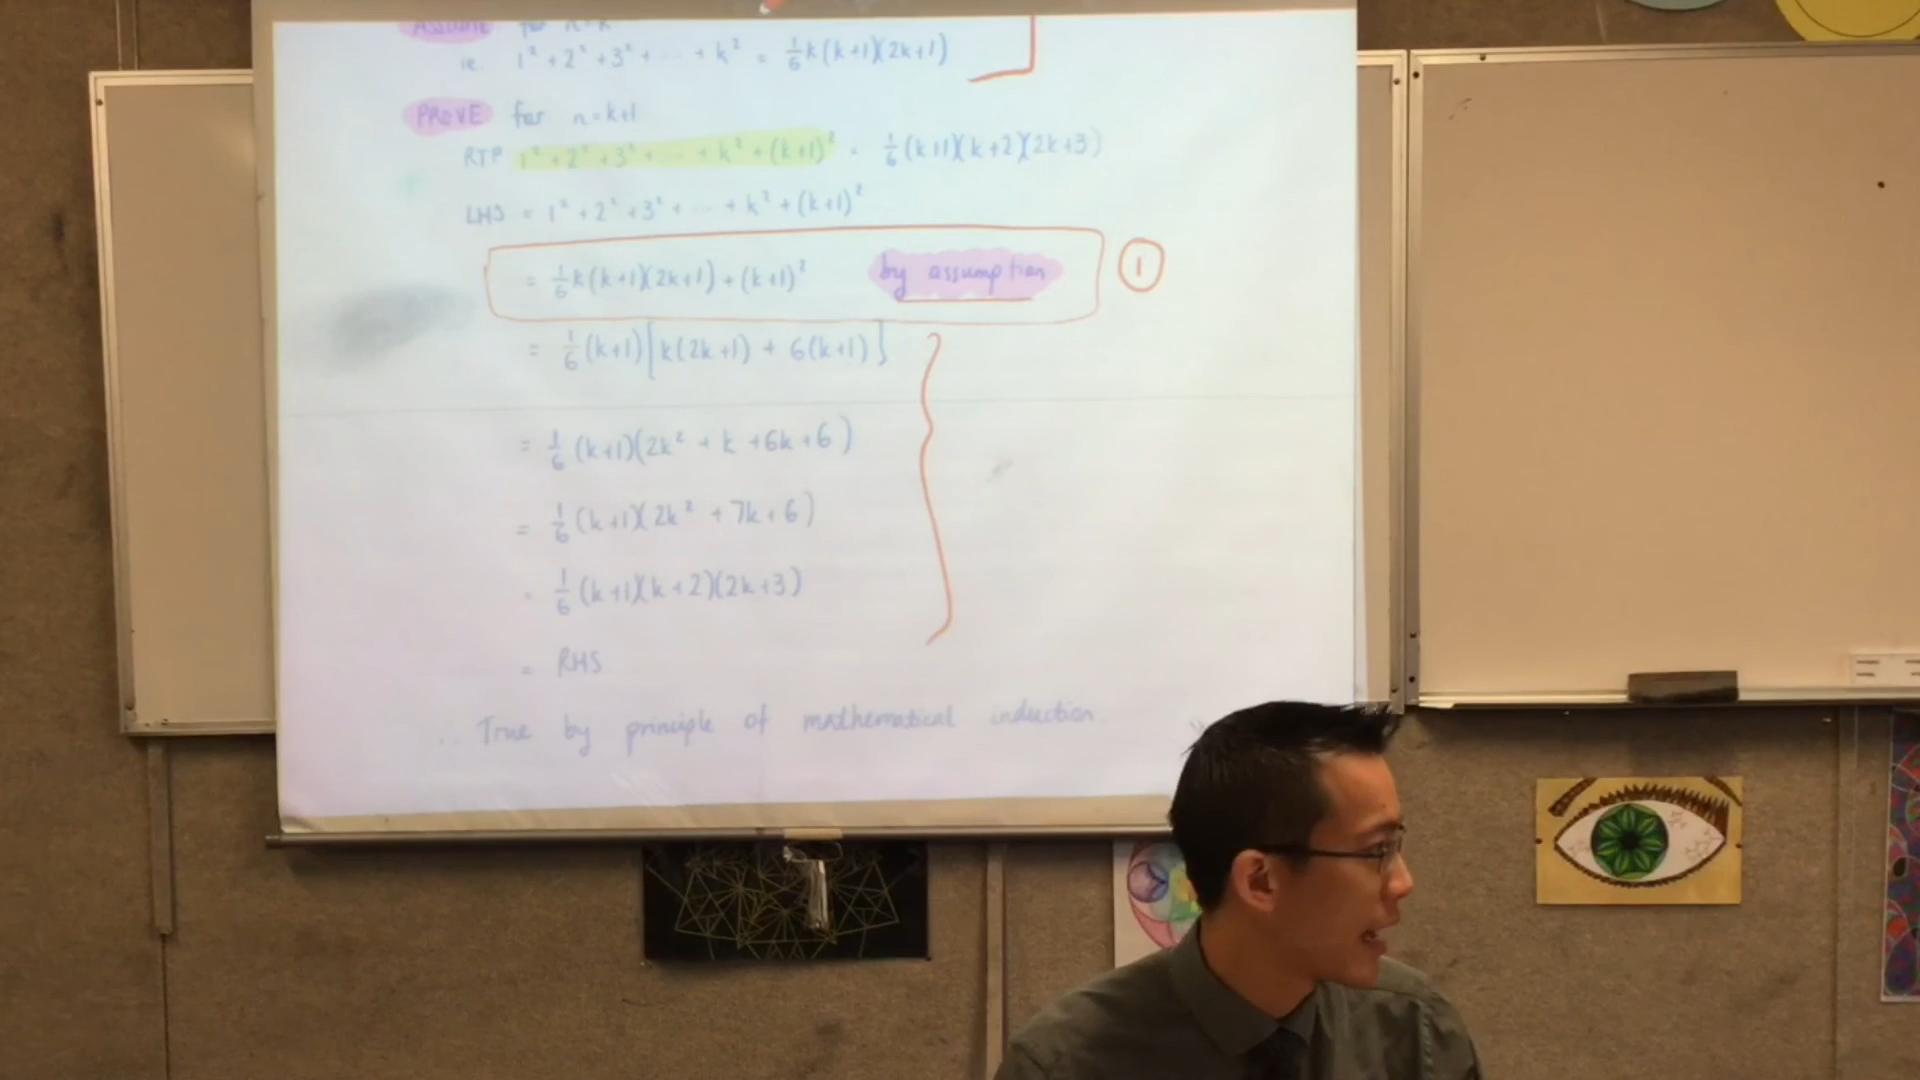 ASSUME for n=k
ie. 1² + 2² + 3² + ... + k² = 1/6 k(k+1)(2k+1)
PROVE for n=k+1
RTP 1² + 2² + 3² + ... + k² + (k+1)² = 1/6 (k+1)(k+2)(2k+3)
LHS = 1² + 2² + 3² + ... + k² + (k+1)²
= 1/6 k(k+1)(2k+1) + (k+1)² by assumption 1
= 1/6 (k+1)[k(2k+1) + 6(k+1)]
= 1/6 (k+1)(2k² + k + 6k + 6)
= 1/6 (k+1)(2k² + 7k + 6)
= 1/6 (k+1)(k+2)(2k+3)
= RHS
∴ True by principle of mathematical induction.